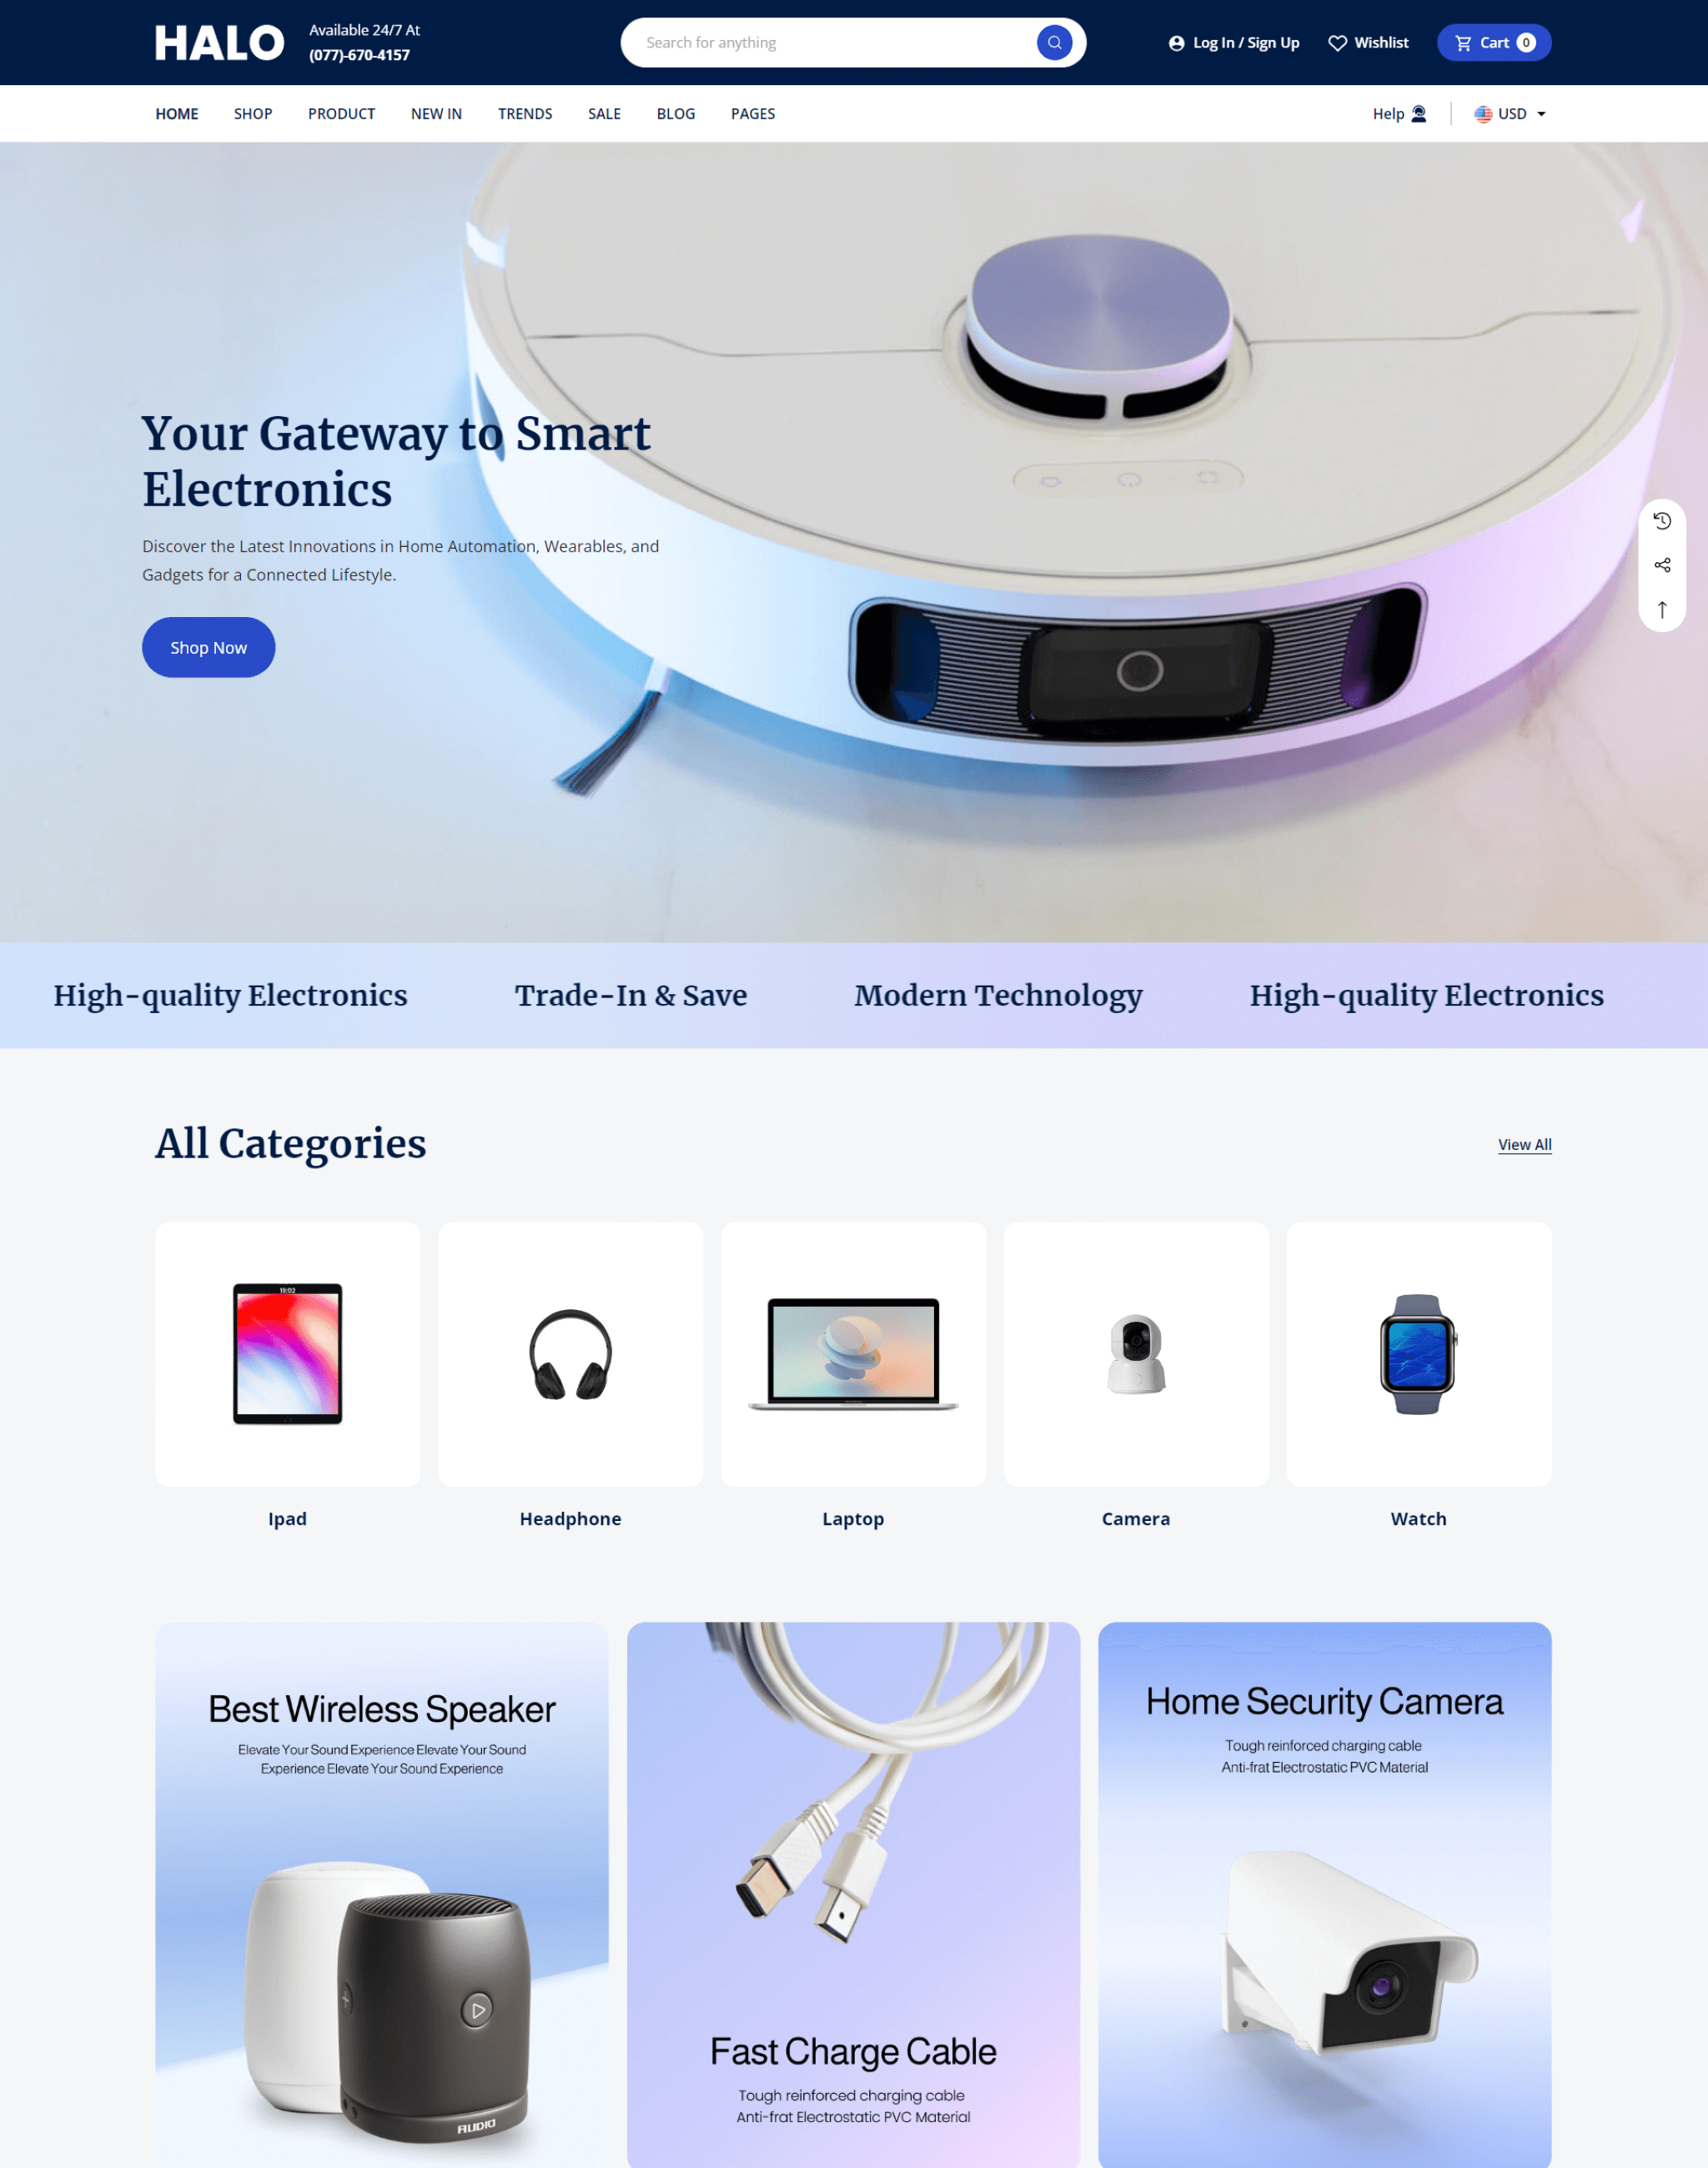 HALO
Available 24/7 At
(077)-670-4157
Search for anything
Log In / Sign Up
Wishlist
Cart 0
HOME
SHOP
PRODUCT
NEW IN
TRENDS
SALE
BLOG
PAGES
Help
USD
Your Gateway to Smart
Electronics
Discover the Latest Innovations in Home Automation, Wearables, and
Gadgets for a Connected Lifestyle.
Shop Now
High-quality Electronics
Trade-In & Save
Modern Technology
High-quality Electronics
All Categories
View All
11:02
Ipad
Headphone
Laptop
Camera
Watch
Best Wireless Speaker
Elevate Your Sound Experience Elevate Your Sound
Experience Elevate Your Sound Experience
AUDIO
Fast Charge Cable
Tough reinforced charging cable
Anti-frat Electrostatic PVC Material
Home Security Camera
Tough reinforced charging cable
Anti-frat Electrostatic PVC Material